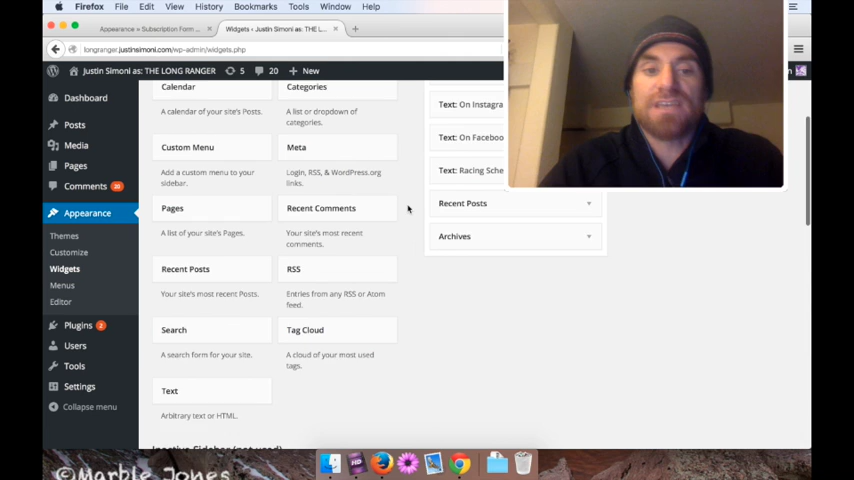 Firefox File Edit View History Bookmarks Tools Window Help
Appearance » Subscription Form ...
Widgets ‹ Justin Simoni as: THE L...
longranger.justinsimoni.com/wp-admin/widgets.php
Justin Simoni as: THE LONG RANGER 5 20 + New
Dashboard
Posts
Media
Pages
Comments 20
Appearance
Themes
Customize
Widgets
Menus
Editor
Plugins 2
Users
Tools
Settings
Collapse menu
Calendar
A calendar of your site's Posts.
Categories
A list or dropdown of
categories.
Custom Menu
Add a custom menu to your
sidebar.
Meta
Login, RSS, & WordPress.org
links.
Pages
A list of your site's Pages.
Recent Comments
Your site's most recent
comments.
Recent Posts
Your site's most recent Posts.
RSS
Entries from any RSS or Atom
feed.
Search
A search form for your site.
Tag Cloud
A cloud of your most used
tags.
Text
Arbitrary text or HTML.
Inactive Sidebar (not used)
Text: On Instagra
Text: On Faceboo
Text: Racing Sche
Recent Posts
Archives
HD
©Marble Jones